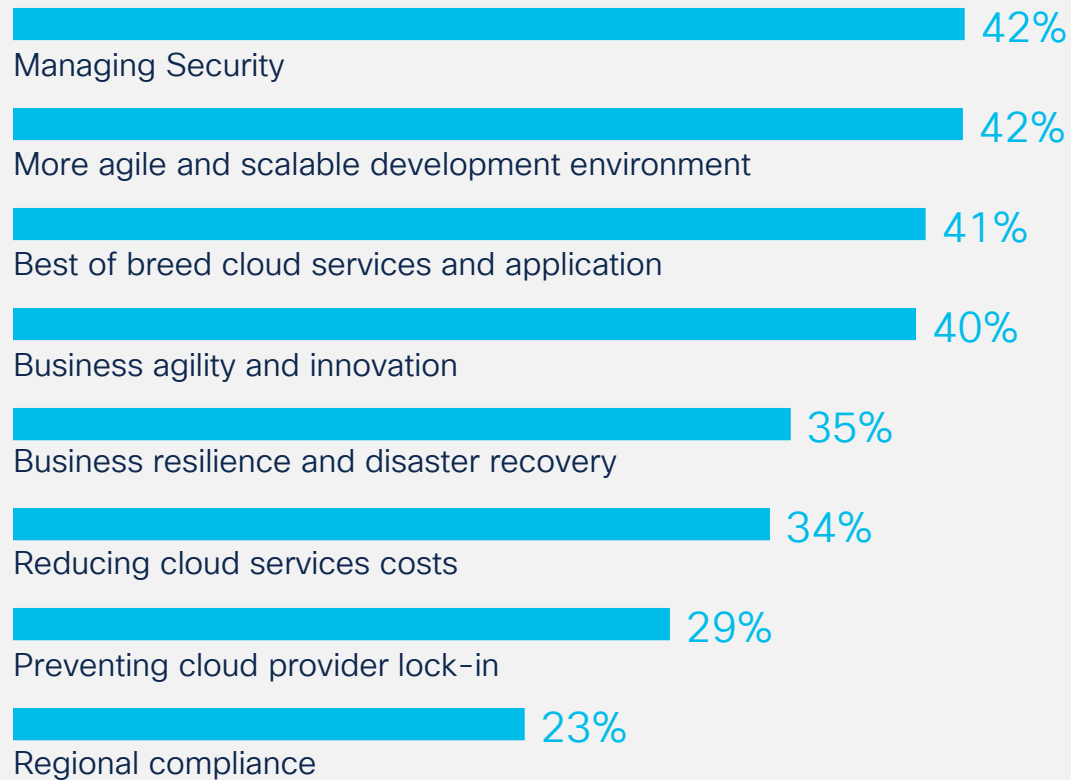 42%
Managing Security
42%
More agile and scalable development environment
41%
Best of breed cloud services and application
40%
Business agility and innovation
35%
Business resilience and disaster recovery
34%
Reducing cloud services costs
29%
Preventing cloud provider lock-in
23%
Regional compliance